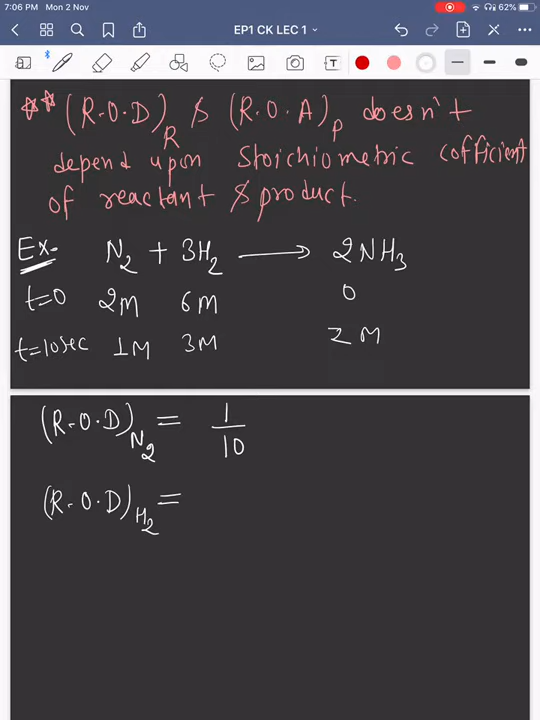 7:06 PM Mon 2 Nov
62%
EP1 CK LEC 1
T
** (R.O.D)R & (R.O.A)P doesn't
depend upon Stoichiometric cofficient
of reactant & product.
Ex- N2 + 3H2 → 2NH3
t=0 2M 6M 0
t=10sec 1M 3M 2M
(R.O.D)N2 = 1/10
(R.O.D)H2 =